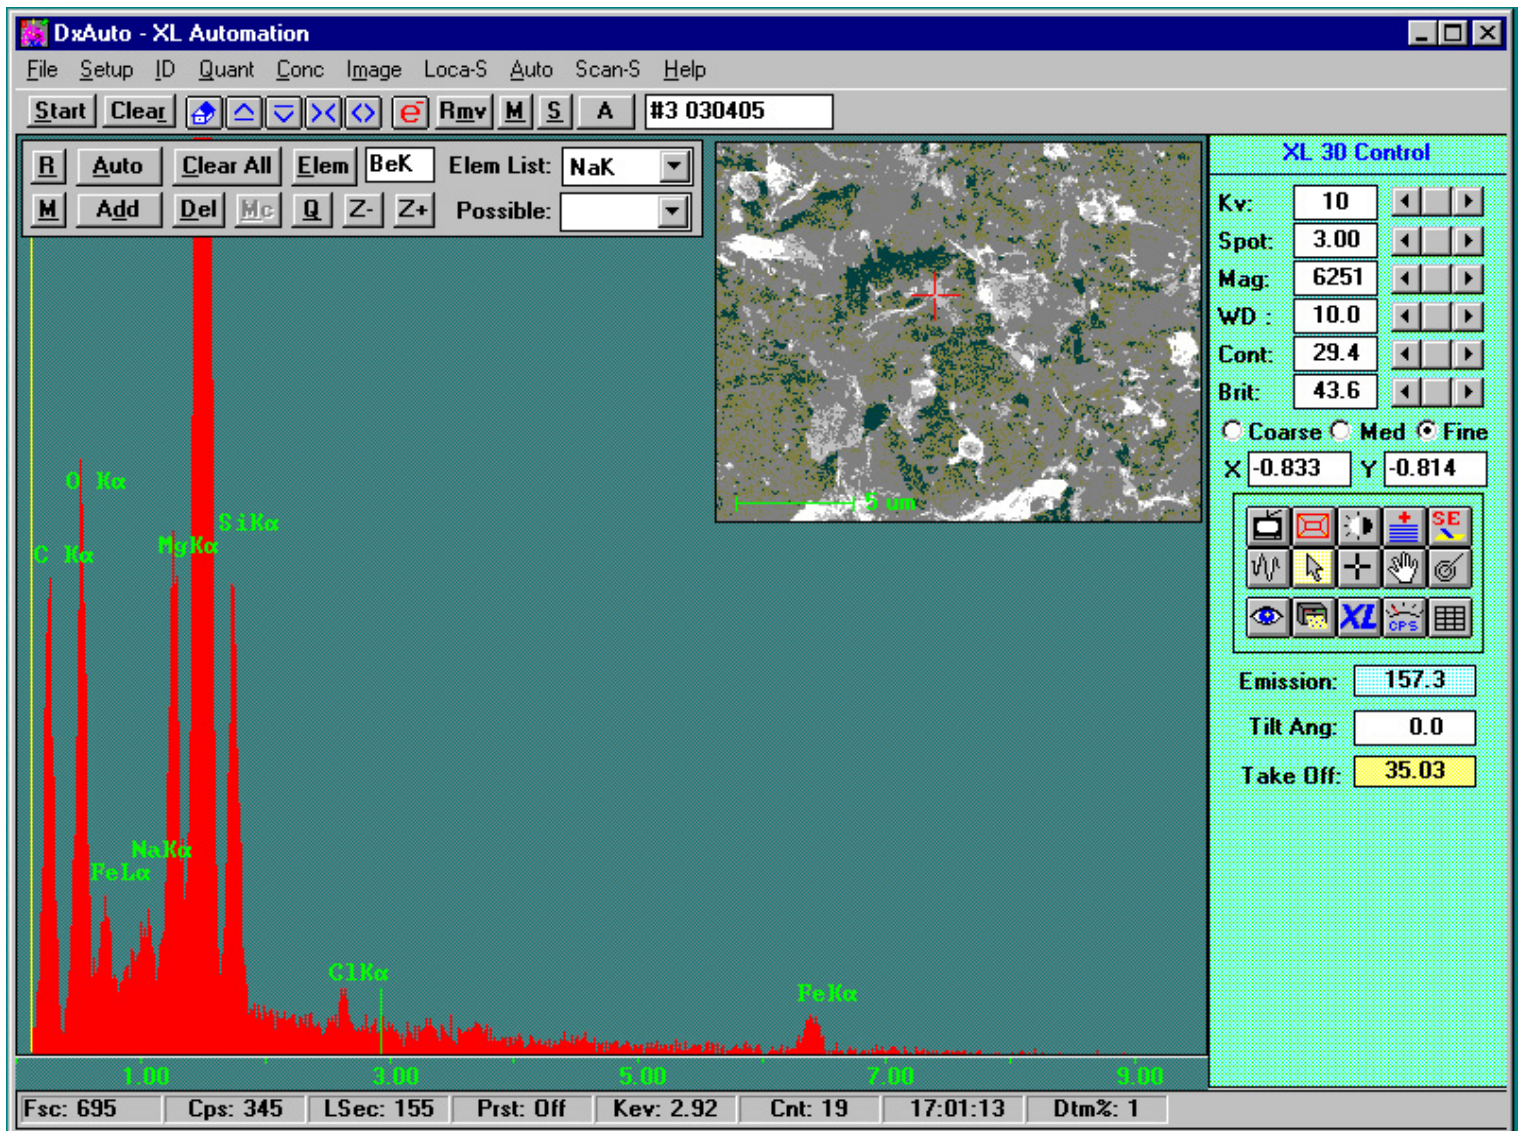 DxAuto - XL Automation
File Setup ID Quant Conc Image Loca-S Auto Scan-S Help
Start Clear e- Rmv M S A #3 030405
R Auto Clear All Elem BeK Elem List: NaK
M Add Del Mc Q Z- Z+ Possible:
O Kα
SiKα
C Kα MgKα
NaKα
FeLα
ClKα
FeKα
1.00 3.00 5.00 7.00 9.00
5 um
XL 30 Control
Kv: 10
Spot: 3.00
Mag: 6251
WD : 10.0
Cont: 29.4
Brit: 43.6
Coarse Med Fine
X -0.833 Y -0.814
SE
XL CPS
Emission: 157.3
Tilt Ang: 0.0
Take Off: 35.03
Fsc: 695 Cps: 345 LSec: 155 Prst: Off Kev: 2.92 Cnt: 19 17:01:13 Dtm%: 1